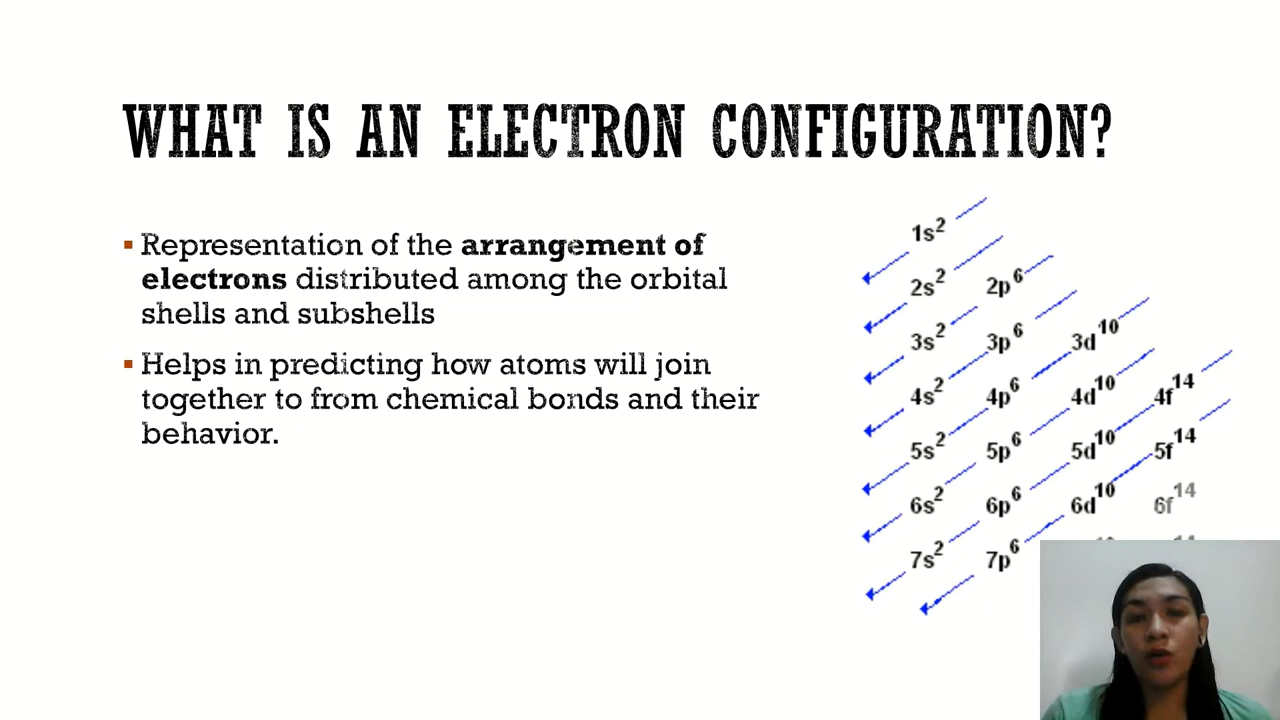 WHAT IS AN ELECTRON CONFIGURATION?
▪ Representation of the arrangement of
electrons distributed among the orbital
shells and subshells
▪ Helps in predicting how atoms will join
together to from chemical bonds and their
behavior.
1s²
2s² 2p⁶
3s² 3p⁶ 3d¹⁰
4s² 4p⁶ 4d¹⁰ 4f¹⁴
5s² 5p⁶ 5d¹⁰ 5f¹⁴
6s² 6p⁶ 6d¹⁰ 6f¹⁴
7s² 7p⁶